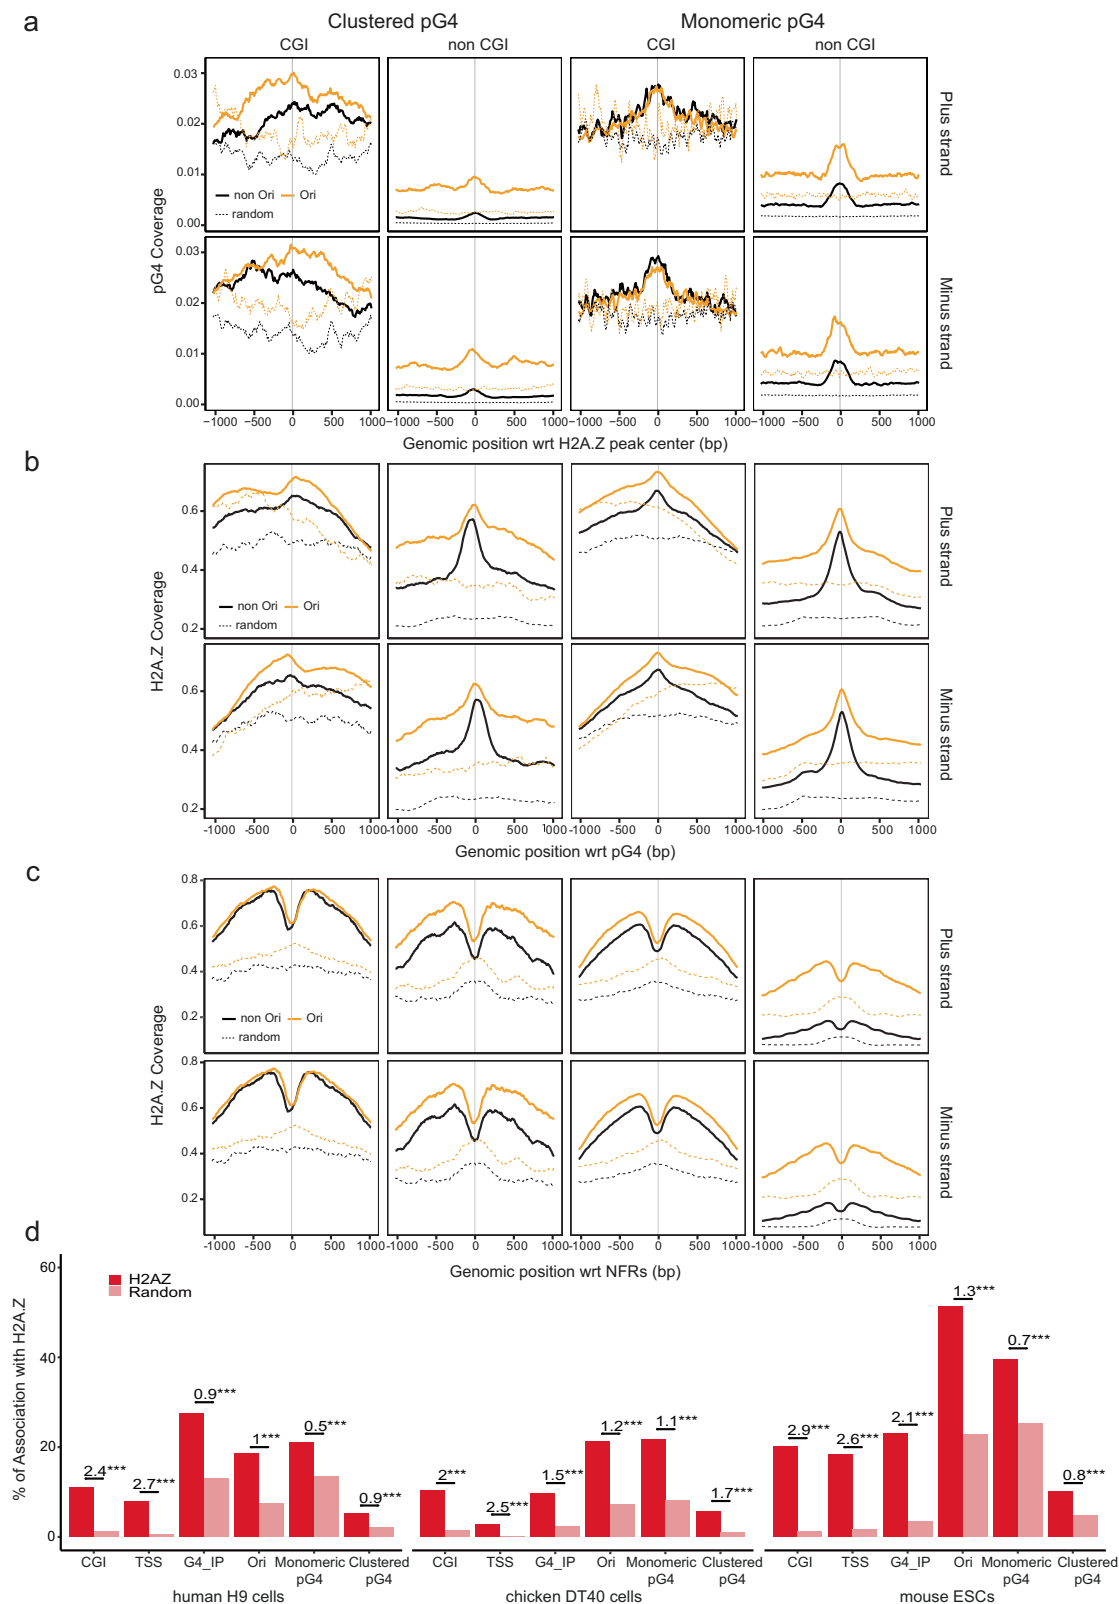 a
Clustered pG4
Monomeric pG4
CGI
non CGI
CGI
non CGI
0.03
0.02
0.01
0.00
non Ori
Ori
random
Plus strand
pG4 Coverage
0.03
0.02
0.01
0.00
Minus strand
-1000 -500 0 500 1000
-1000 -500 0 500 1000
-1000 -500 0 500 1000
-1000 -500 0 500 1000
Genomic position wrt H2A.Z peak center (bp)
b
0.6
0.4
0.2
non Ori
Ori
random
Plus strand
H2A.Z Coverage
0.6
0.4
0.2
Minus strand
-1000 -500 0 500 1000
-1000 -500 0 500 1000
-1000 -500 0 500 1000
-1000 -500 0 500 1000
Genomic position wrt pG4 (bp)
c
0.8
0.6
0.4
0.2
non Ori
Ori
random
Plus strand
H2A.Z Coverage
0.8
0.6
0.4
0.2
Minus strand
-1000 -500 0 500 1000
-1000 -500 0 500 1000
-1000 -500 0 500 1000
-1000 -500 0 500 1000
Genomic position wrt NFRs (bp)
d
% of Association with H2A.Z
60
40
20
0
H2AZ
Random
2.4***
2.7***
0.9***
1***
0.5***
0.9***
2***
2.5***
1.5***
1.2***
1.1***
1.7***
2.9***
2.6***
2.1***
1.3***
0.7***
0.8***
CGI TSS G4_IP Ori Monomeric pG4 Clustered pG4
CGI TSS G4_IP Ori Monomeric pG4 Clustered pG4
CGI TSS G4_IP Ori Monomeric pG4 Clustered pG4
human H9 cells
chicken DT40 cells
mouse ESCs